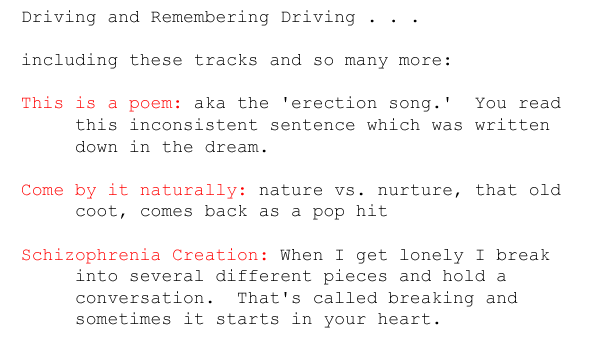 Driving and Remembering Driving . . .
including these tracks and so many more:
This is a poem: aka the 'erection song.'  You read
this inconsistent sentence which was written
down in the dream.
Come by it naturally: nature vs. nurture, that old
coot, comes back as a pop hit
Schizophrenia Creation: When I get lonely I break
into several different pieces and hold a
conversation.  That's called breaking and
sometimes it starts in your heart.